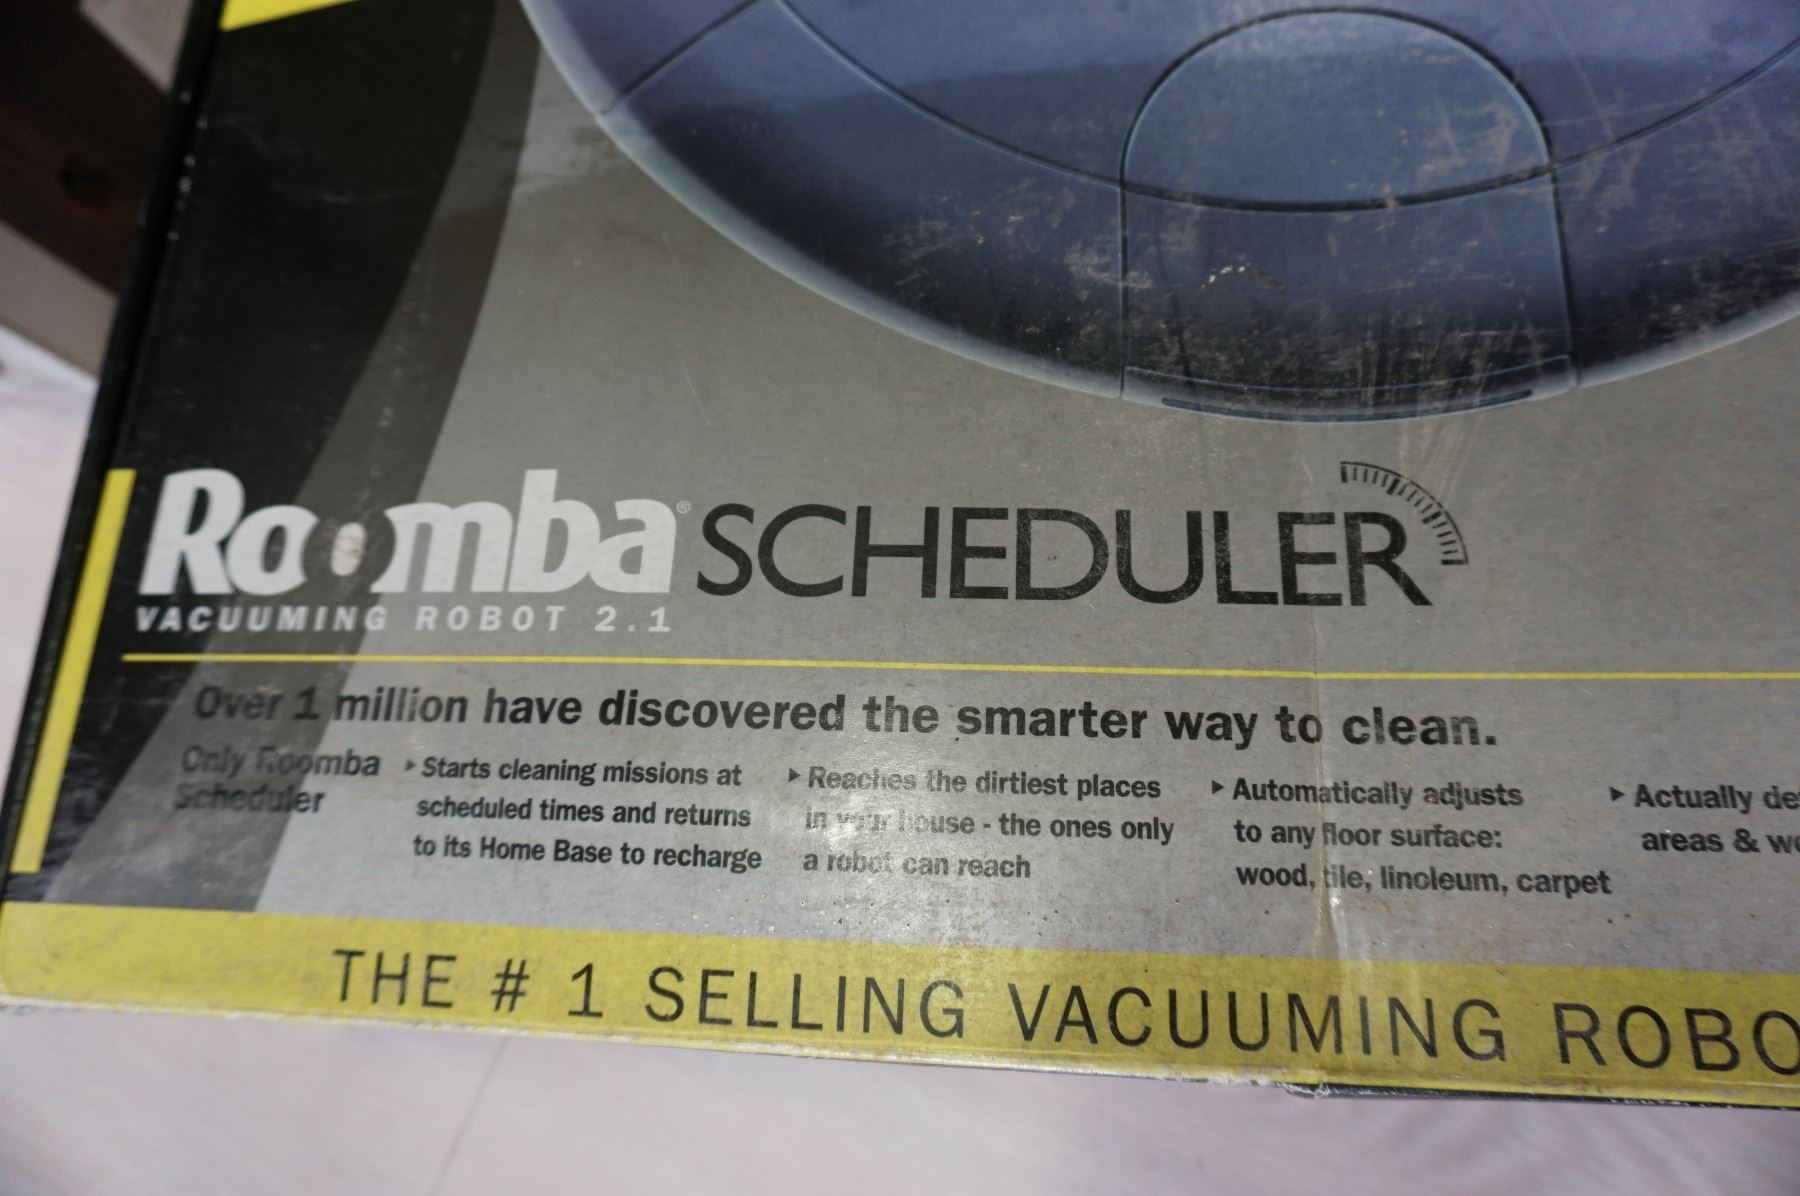 Roomba® SCHEDULER
VACUUMING ROBOT 2.1
Over 1 million have discovered the smarter way to clean.
Only Roomba
Scheduler
▸ Starts cleaning missions at
scheduled times and returns
to its Home Base to recharge
▸ Reaches the dirtiest places
in your house - the ones only
a robot can reach
▸ Automatically adjusts
to any floor surface:
wood, tile, linoleum, carpet
▸ Actually
areas &
THE # 1 SELLING VACUUMING ROBO